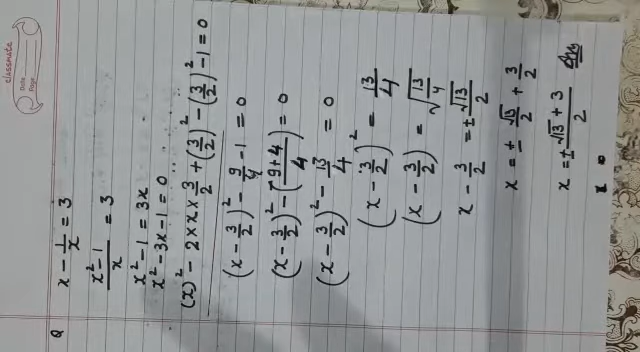 classmate
Date
Page
Q x - 1/x = 3
(x² - 1)/x = 3
x² - 1 = 3x
x² - 3x - 1 = 0
(x)² - 2 × x × 3/2 + (3/2)² - (3/2)² - 1 = 0
(x - 3/2)² - 9/4 - 1 = 0
(x - 3/2)² - ((9+4)/4) = 0
(x - 3/2)² - 13/4 = 0
(x - 3/2)² = 13/4
(x - 3/2) = √(13/4)
x - 3/2 = ± √13/2
x = ± √13/2 + 3/2
x = (± √13 + 3)/2 Ans